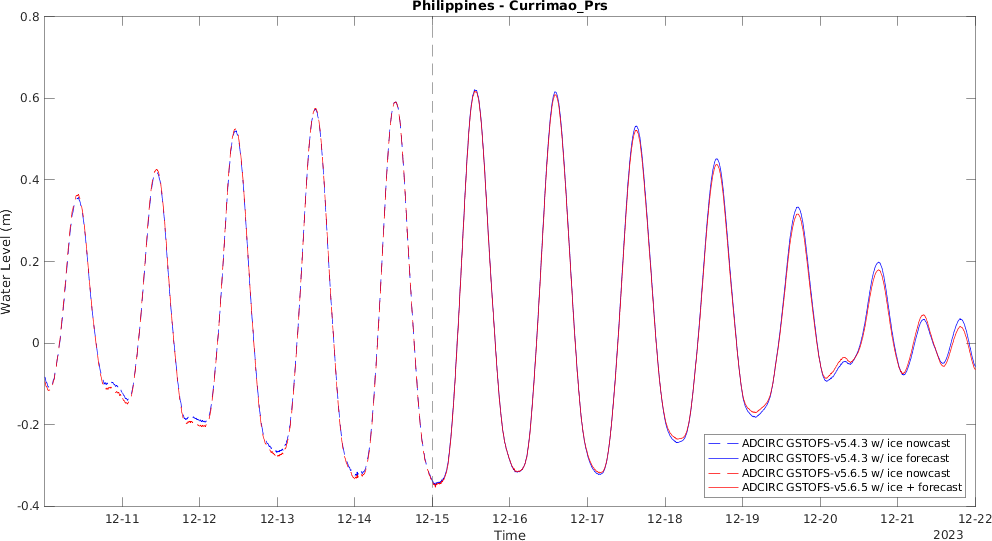 Philippines - Currimao_Prs
0.8
0.6
0.4
0.2
0
-0.2
-0.4
Water Level (m)
ADCIRC GSTOFS-v5.4.3 w/ ice nowcast
ADCIRC GSTOFS-v5.4.3 w/ ice forecast
ADCIRC GSTOFS-v5.6.5 w/ ice nowcast
ADCIRC GSTOFS-v5.6.5 w/ ice + forecast
12-11 12-12 12-13 12-14 12-15 12-16 12-17 12-18 12-19 12-20 12-21 12-22
Time
2023